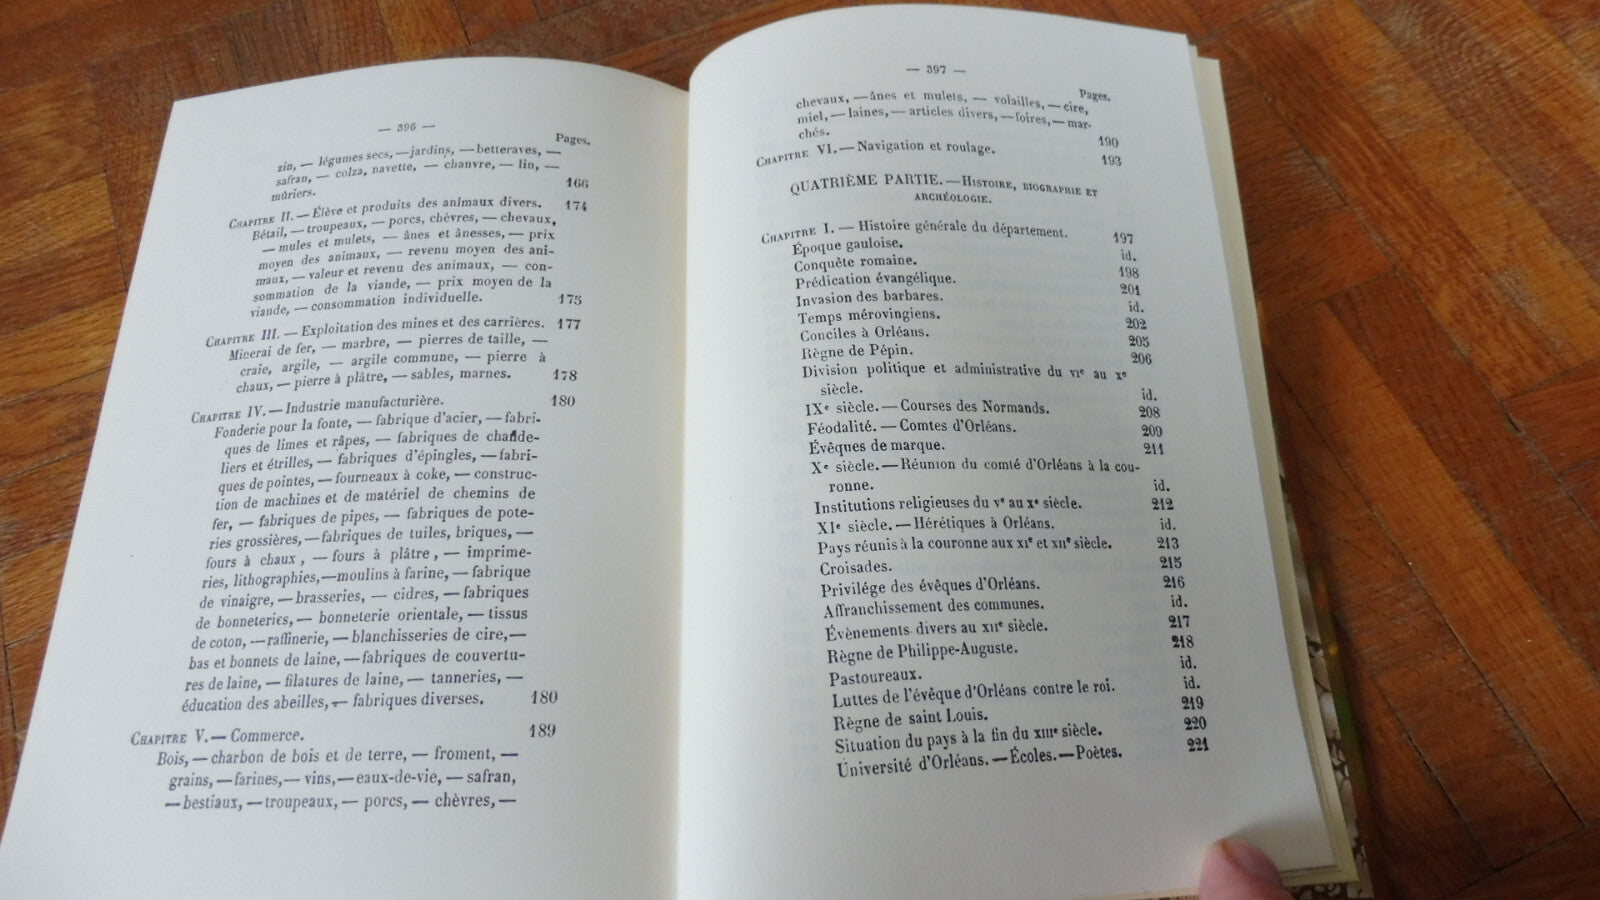 — 396 —
Pages.
zin, — légumes secs, — jardins, — betteraves, —
safran, — colza, navette, — chanvre, — lin, —
mûriers. 166
Chapitre II. — Élève et produits des animaux divers. 174
Bétail, — troupeaux, — porcs, chèvres, — chevaux,
— mules et mulets, — ânes et ânesses, — prix
moyen des animaux, — revenu moyen des ani-
maux, — valeur et revenu des animaux, — con-
sommation de la viande, — prix moyen de la
viande, — consommation individuelle. 175
Chapitre III. — Exploitation des mines et des carrières. 177
Minerai de fer, — marbre, — pierres de taille, —
craie, argile, — argile commune, — pierre à
chaux, — pierre à plâtre, — sables, marnes. 178
Chapitre IV. — Industrie manufacturière. 180
Fonderie pour la fonte, — fabrique d'acier, — fabri-
ques de limes et râpes, — fabriques de chande-
liers et étrilles, — fabriques d'épingles, — fabri-
ques de pointes, — fourneaux à coke, — construc-
tion de machines et de matériel de chemins de
fer, — fabriques de pipes, — fabriques de pote-
ries grossières, — fabriques de tuiles, briques, —
fours à chaux, — fours à plâtre, — imprime-
ries, lithographies, — moulins à farine, — fabrique
de vinaigre, — brasseries, — cidres, — fabriques
de bonneteries, — bonneterie orientale, — tissus
de coton, — raffinerie, — blanchisseries de cire, —
bas et bonnets de laine, — fabriques de couvertu-
res de laine, — filatures de laine, — tanneries, —
éducation des abeilles, — fabriques diverses. 180
Chapitre V. — Commerce. 189
Bois, — charbon de bois et de terre, — froment, —
grains, — farines, — vins, — eaux-de-vie, — safran,
— bestiaux, — troupeaux, — porcs, — chèvres, —
— 397 —
Pages.
chevaux, — ânes et mulets, — volailles, — cire,
miel, — laines, — articles divers, — foires, — mar-
chés. 190
Chapitre VI. — Navigation et roulage. 193
QUATRIÈME PARTIE. — Histoire, biographie et
archéologie.
Chapitre I. — Histoire générale du département. 197
Époque gauloise. id.
Conquête romaine. 198
Prédication évangélique. 201
Invasion des barbares. id.
Temps mérovingiens. 202
Conciles à Orléans. 205
Règne de Pépin. 206
Division politique et administrative du VIe au Xe
siècle. id.
IXe siècle. — Courses des Normands. 208
Féodalité. — Comtes d'Orléans. 209
Évêques de marque. 211
Xe siècle. — Réunion du comté d'Orléans à la cou-
ronne. id.
Institutions religieuses du Ve au Xe siècle. 212
XIe siècle. — Hérétiques à Orléans. id.
Pays réunis à la couronne aux XIe et XIIe siècle. 213
Croisades. 215
Privilége des évêques d'Orléans. 216
Affranchissement des communes. id.
Évènements divers au XIIe siècle. 217
Règne de Philippe-Auguste. 218
Pastoureaux. id.
Luttes de l'évêque d'Orléans contre le roi. id.
Règne de saint Louis. 219
Situation du pays à la fin du XIIIe siècle. 220
Université d'Orléans. — Écoles. — Poètes. 221